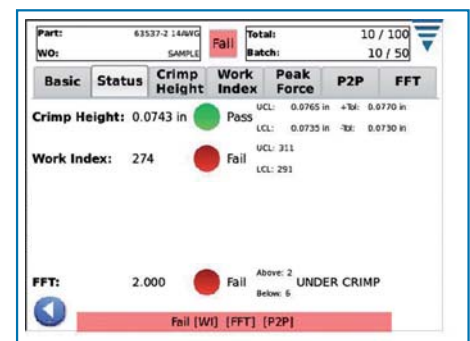 Part: 63537-2 14AWG Fail Total: 10 / 100
WO: SAMPLE Batch: 10 / 50
Basic Status Crimp Height Work Index Peak Force P2P FFT
Crimp Height: 0.0743 in Pass UCL: 0.0765 in +Tol: 0.0770 in
LCL: 0.0735 in -Tol: 0.0730 in
Work Index: 274 Fail UCL: 311
LCL: 291
FFT: 2.000 Fail Above: 2 UNDER CRIMP
Below: 6
Fail [WI] [FFT] [P2P]